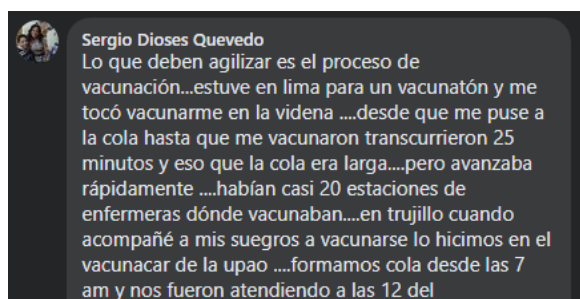 Sergio Dioses Quevedo
Lo que deben agilizar es el proceso de
vacunación...estuve en lima para un vacunatón y me
tocó vacunarme en la videna ....desde que me puse a
la cola hasta que me vacunaron transcurrieron 25
minutos y eso que la cola era larga....pero avanzaba
rápidamente ....habían casi 20 estaciones de
enfermeras dónde vacunaban....en trujillo cuando
acompañé a mis suegros a vacunarse lo hicimos en el
vacunacar de la upao ....formamos cola desde las 7
am y nos fueron atendiendo a las 12 del